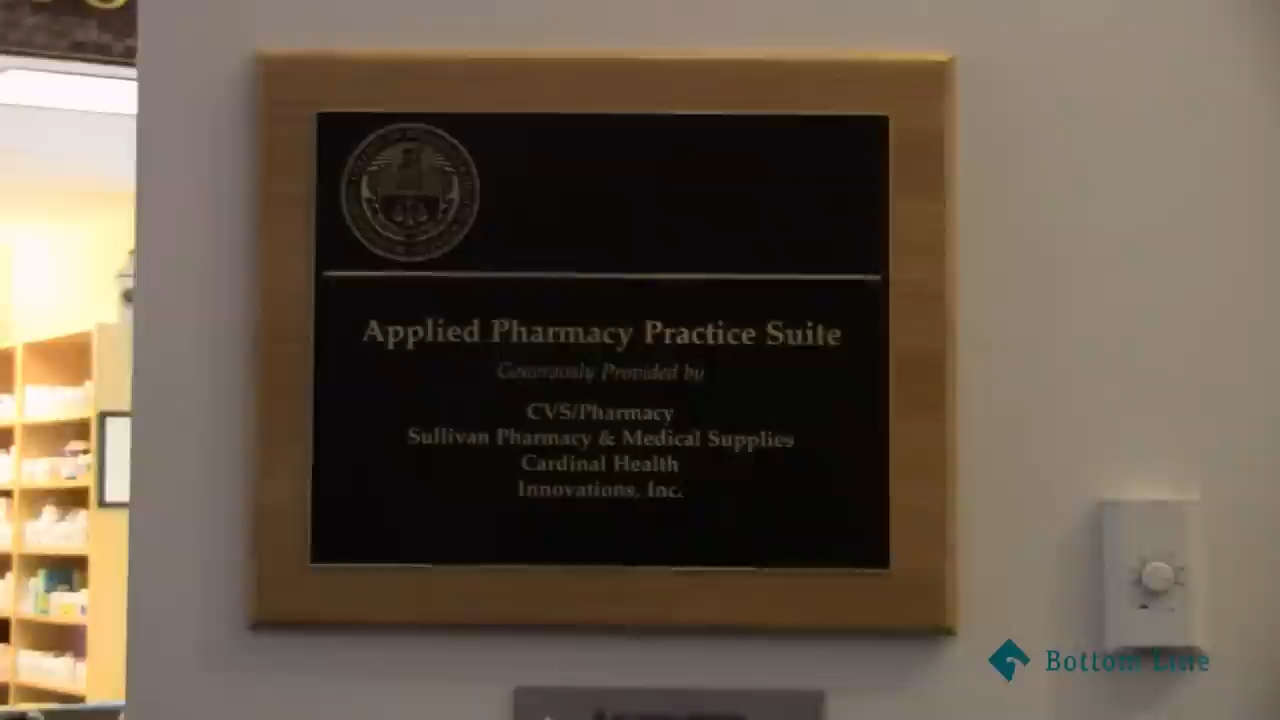 Applied Pharmacy Practice Suite
Generously Provided by
CVS/Pharmacy
Sullivan Pharmacy & Medical Supplies
Cardinal Health
Innovations, Inc.
Bottom Line